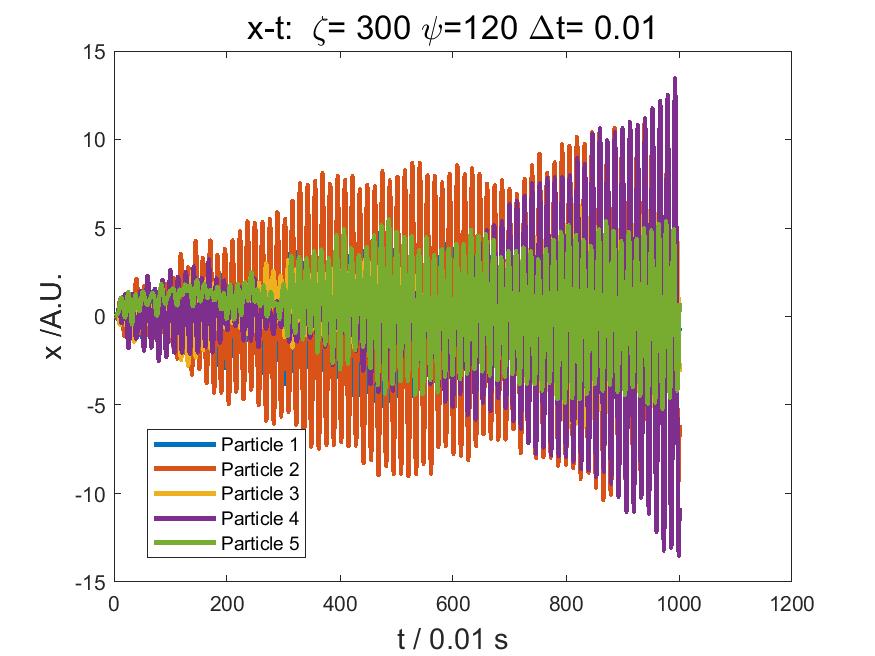 x-t: ζ= 300 ψ=120 Δt= 0.01
15
10
5
0
-5
-10
-15
x /A.U.
Particle 1
Particle 2
Particle 3
Particle 4
Particle 5
0 200 400 600 800 1000 1200
t / 0.01 s